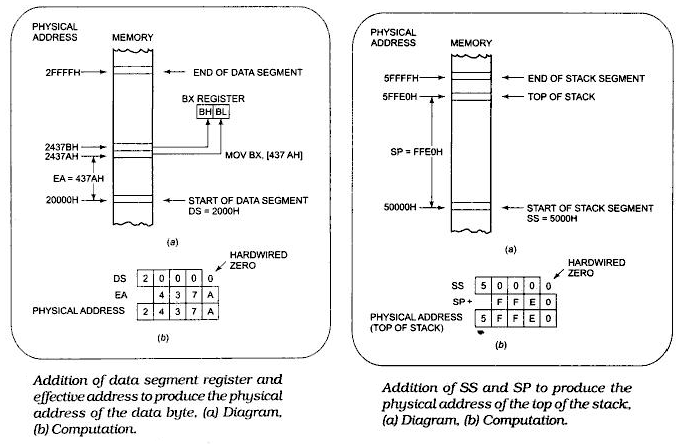 PHYSICAL
ADDRESS
MEMORY
2FFFFH
END OF DATA SEGMENT
BX REGISTER
BH BL
2437BH
2437AH
MOV BX, [437 AH]
EA = 437AH
20000H
START OF DATA SEGMENT
DS = 2000H
(a)
HARDWIRED
ZERO
DS 2 0 0 0 0
EA 4 3 7 A
PHYSICAL ADDRESS 2 4 3 7 A
(b)
Addition of data segment register and
effective address to produce the physical
address of the data byte. (a) Diagram,
(b) Computation.
PHYSICAL
ADDRESS
MEMORY
5FFFFH
END OF STACK SEGMENT
5FFE0H
TOP OF STACK
SP = FFE0H
50000H
START OF STACK SEGMENT
SS = 5000H
(a)
HARDWIRED
ZERO
SS 5 0 0 0 0
SP + F F E 0
PHYSICAL ADDRESS 5 F F E 0
(TOP OF STACK)
(b)
Addition of SS and SP to produce the
physical address of the top of the stack,
(a) Diagram, (b) Computation.